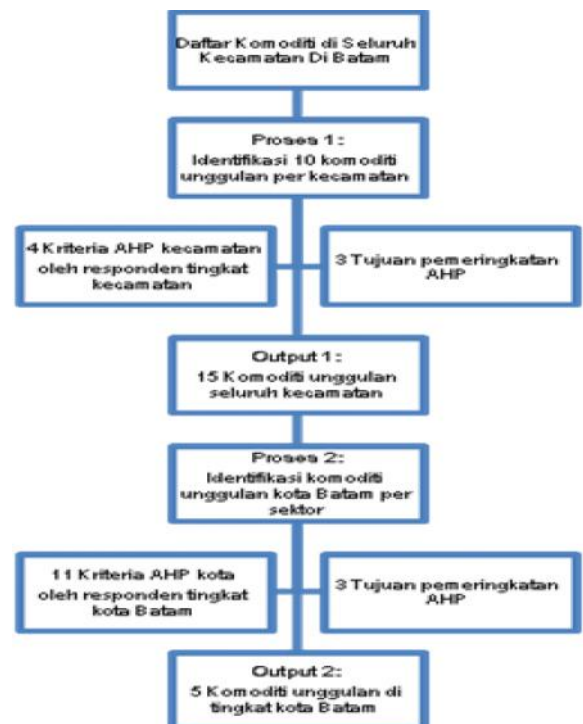 Daftar Komoditi di Seluruh
Kecamatan Di Batam
Proses 1:
Identifikasi 10 komoditi
unggulan per kecamatan
4 Kriteria AHP kecamatan
oleh responden tingkat
kecamatan
3 Tujuan pemeringkatan
AHP
Output 1:
15 Komoditi unggulan
seluruh kecamatan
Proses 2:
Identifikasi komoditi
unggulan kota Batam per
sektor
11 Kriteria AHP kota
oleh responden tingkat
kota Batam
3 Tujuan pemeringkatan
AHP
Output 2:
5 Komoditi unggulan di
tingkat kota Batam